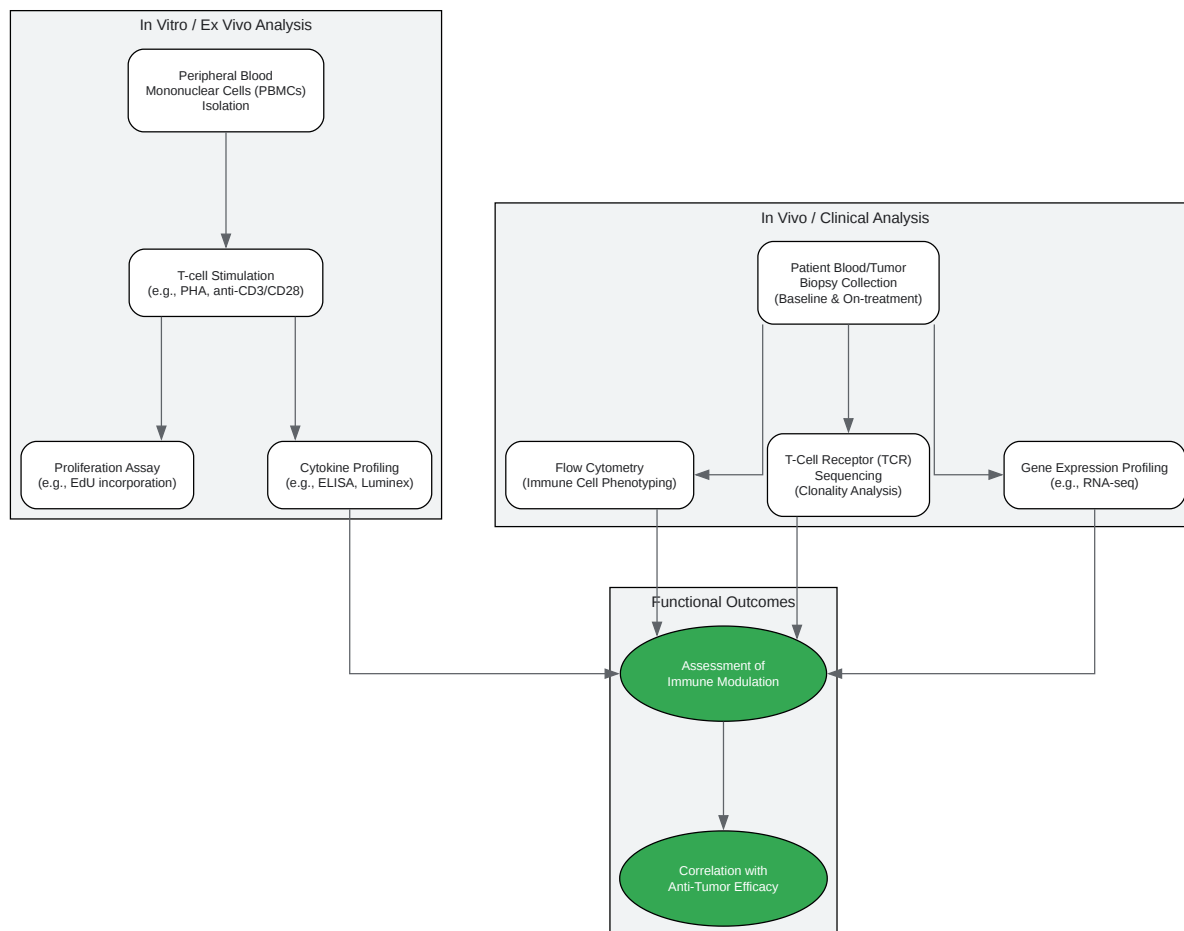 In Vitro / Ex Vivo Analysis
Peripheral Blood
Mononuclear Cells (PBMCs)
Isolation
T-cell Stimulation
(e.g., PHA, anti-CD3/CD28)
Proliferation Assay
(e.g., EdU incorporation)
Cytokine Profiling
(e.g., ELISA, Luminex)
In Vivo / Clinical Analysis
Patient Blood/Tumor
Biopsy Collection
(Baseline & On-treatment)
Flow Cytometry
(Immune Cell Phenotyping)
T-Cell Receptor (TCR)
Sequencing
(Clonality Analysis)
Gene Expression Profiling
(e.g., RNA-seq)
Functional Outcomes
Assessment of
Immune Modulation
Correlation with
Anti-Tumor Efficacy